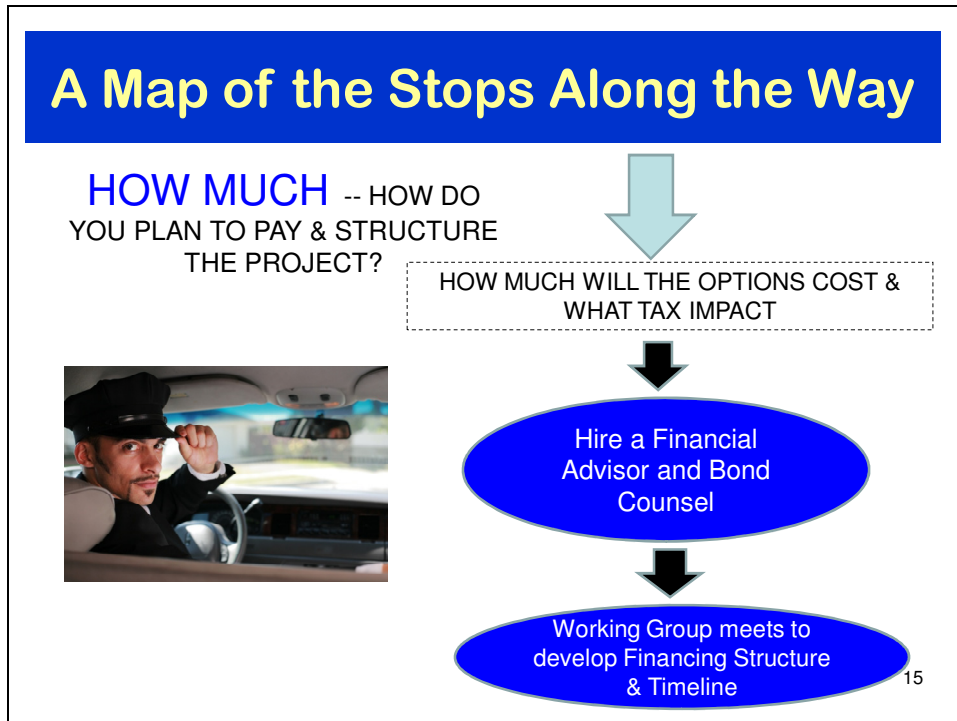 A Map of the Stops Along the Way
HOW MUCH -- HOW DO
YOU PLAN TO PAY & STRUCTURE
THE PROJECT?
HOW MUCH WILL THE OPTIONS COST &
WHAT TAX IMPACT
Hire a Financial
Advisor and Bond
Counsel
Working Group meets to
develop Financing Structure
& Timeline
15